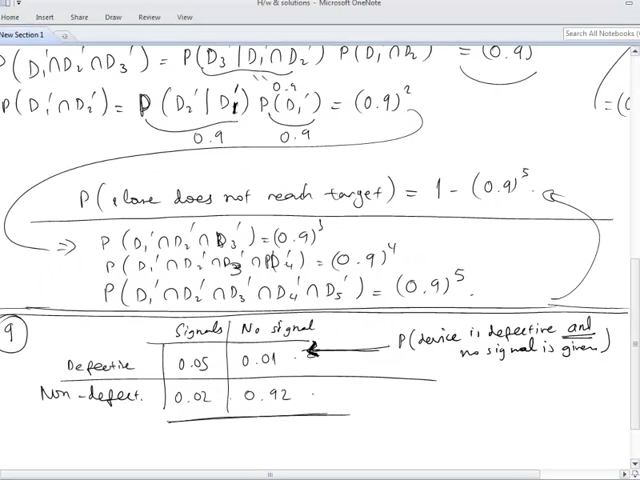 H/w & solutions - Microsoft OneNote
Home Insert Share Draw Review View
New Section 1
Search All Notebooks (
P(D₁'∩D₂'∩D₃') = P(D₃'|D₁'∩D₂') P(D₁'∩D₂') = (0.9)
0.9
P(D₁'∩D₂') = P(D₂'|D₁') P(D₁') = (0.9)²
= (0.
0.9 0.9
P(plane does not reach target) = 1 - (0.9)⁵.
⇒ P(D₁'∩D₂'∩D₃') = (0.9)³
P(D₁'∩D₂'∩D₃'∩D₄') = (0.9)⁴
P(D₁'∩D₂'∩D₃'∩D₄'∩D₅') = (0.9)⁵.
9
Signals No signal
P(device is defective and
no signal is given)
Defective 0.05 0.01
Non-defect. 0.02 0.92